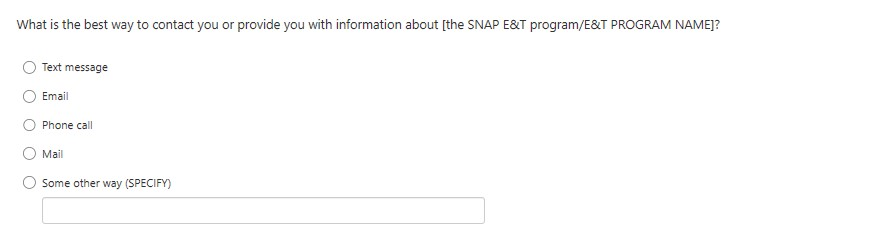 What is the best way to contact you or provide you with information about [the SNAP E&T program/E&T PROGRAM NAME]?
Text message
Email
Phone call
Mail
Some other way (SPECIFY)